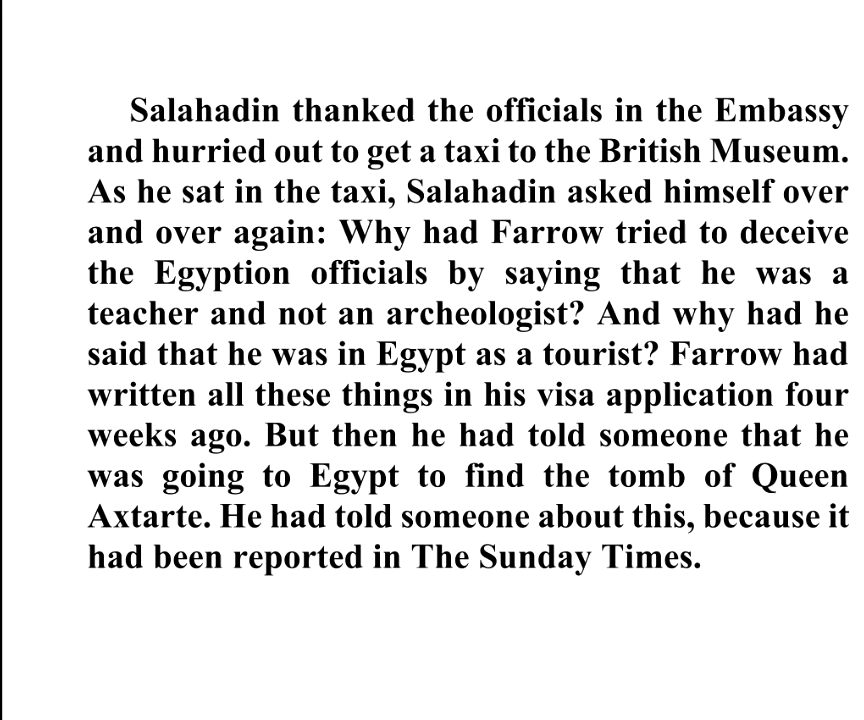 Salahadin thanked the officials in the Embassy
and hurried out to get a taxi to the British Museum.
As he sat in the taxi, Salahadin asked himself over
and over again: Why had Farrow tried to deceive
the Egyption officials by saying that he was a
teacher and not an archeologist? And why had he
said that he was in Egypt as a tourist? Farrow had
written all these things in his visa application four
weeks ago. But then he had told someone that he
was going to Egypt to find the tomb of Queen
Axtarte. He had told someone about this, because it
had been reported in The Sunday Times.